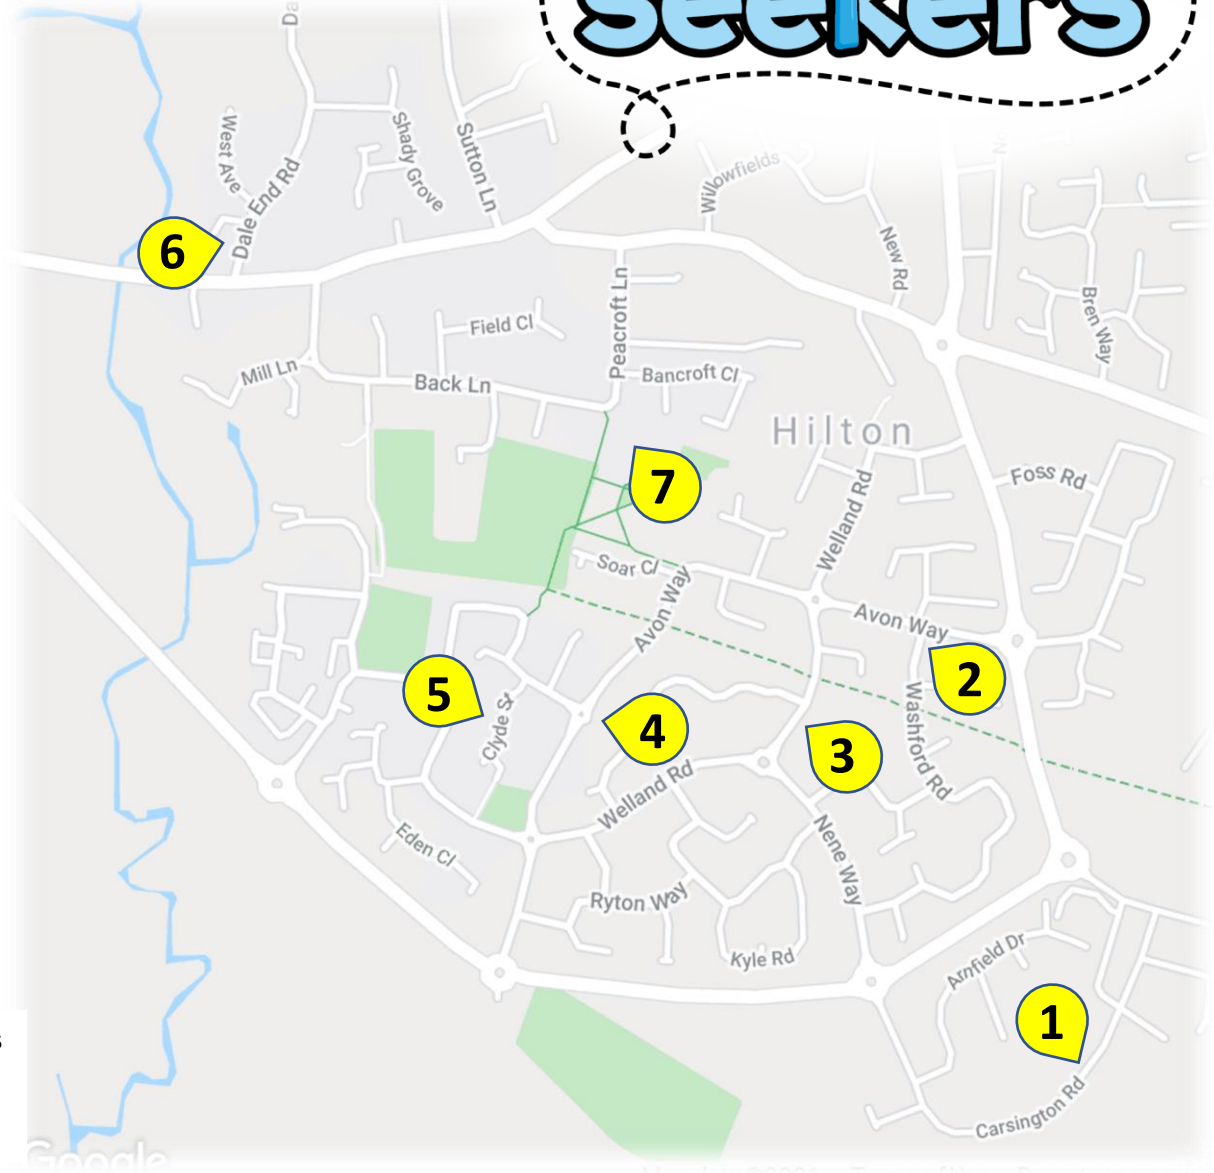 seekers
Da
West Ave
Shady Grove
Sutton Ln
Dale End Rd
Willowfields
New Rd
Bren Way
6
Peacroft Ln
Field Cl
Mill Ln
Back Ln
Bancroft Cl
Hilton
Foss Rd
7
Welland Rd
Soar Cl
Avon Way
Avon Way
2
5
Clyde St
4
3
Washford Rd
Welland Rd
Nene Way
Eden Cl
Ryton Way
Kyle Rd
Arnfield Dr
1
Carsington Rd
s
Google